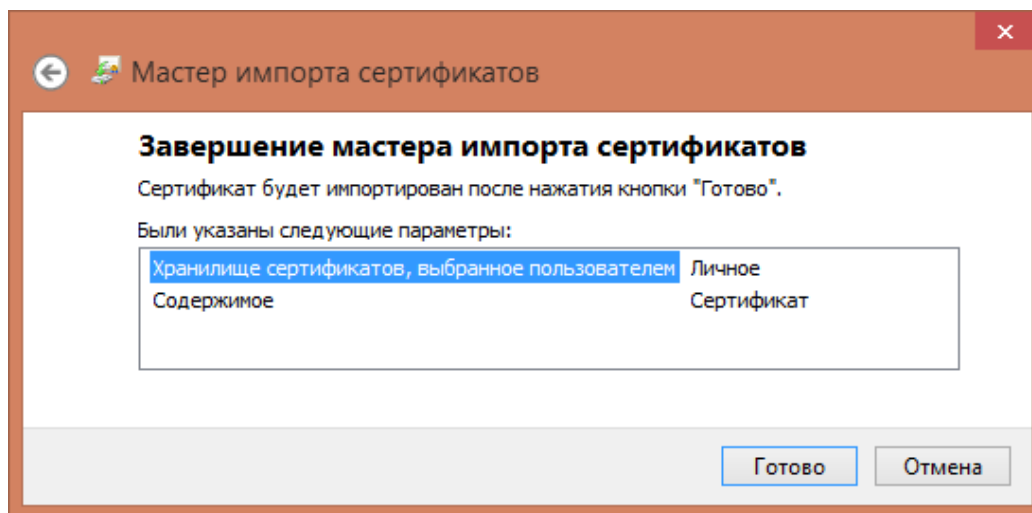 Мастер импорта сертификатов
Завершение мастера импорта сертификатов
Сертификат будет импортирован после нажатия кнопки "Готово".
Были указаны следующие параметры:
Хранилище сертификатов, выбранное пользователем Личное
Содержимое Сертификат
Готово Отмена